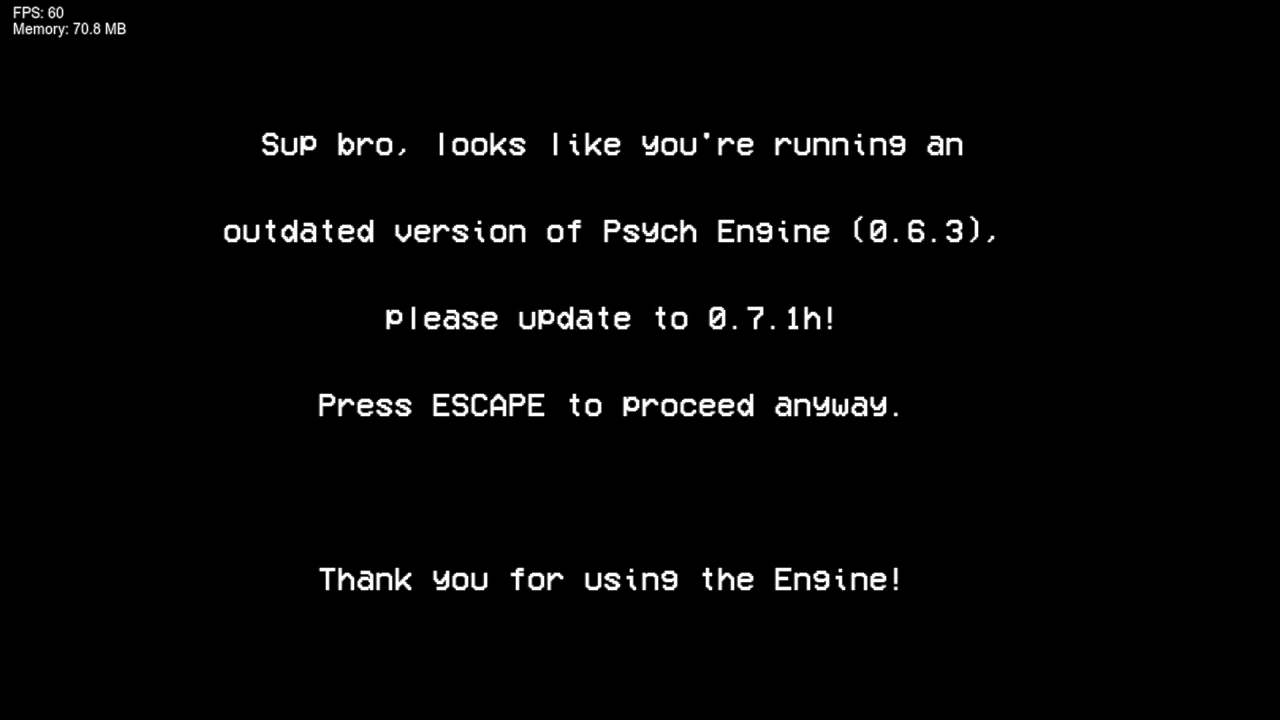 FPS: 60
Memory: 70.8 MB
Sup bro, looks like you're running an
outdated version of Psych Engine (0.6.3),
please update to 0.7.1h!
Press ESCAPE to proceed anyway.
Thank you for using the Engine!